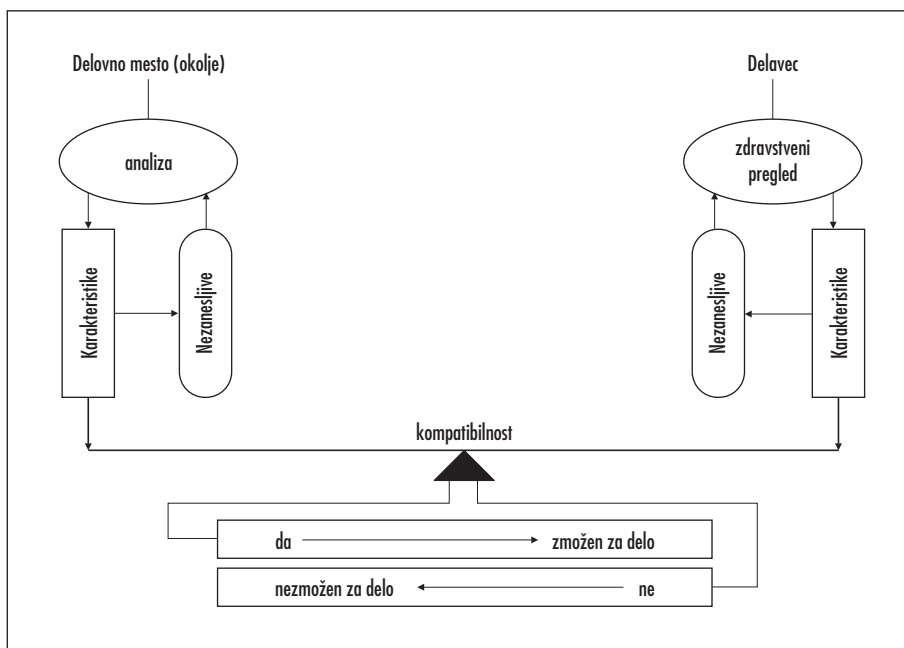 Delovno mesto (okolje)
Delavec
analiza
zdravstveni
pregled
Karakteristike
Nezanesljive
Nezanesljive
Karakteristike
kompatibilnost
da
zmožen za delo
nezmožen za delo
ne